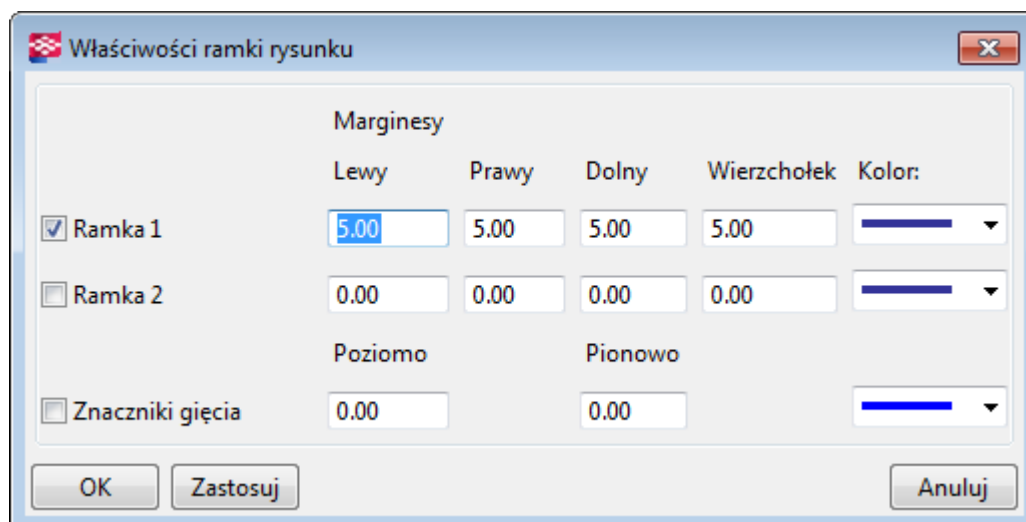 Właściwości ramki rysunku
Marginesy
Lewy Prawy Dolny Wierzchołek Kolor:
Ramka 1 5.00 5.00 5.00 5.00
Ramka 2 0.00 0.00 0.00 0.00
Poziomo Pionowo
Znaczniki gięcia 0.00 0.00
OK Zastosuj Anuluj